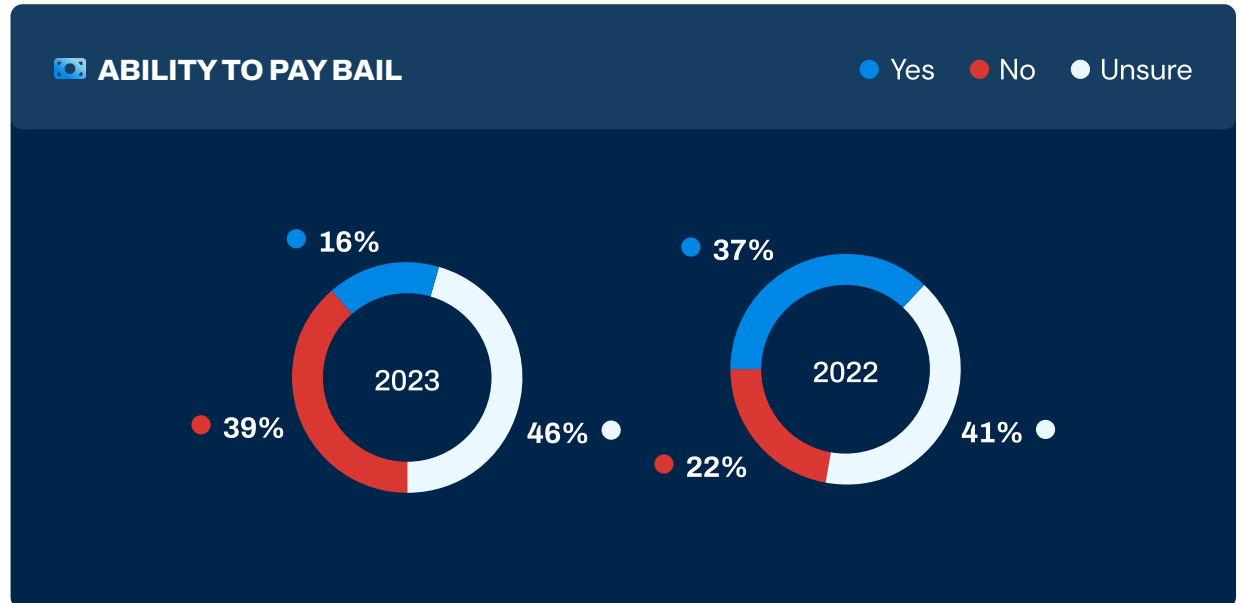 ABILITY TO PAY BAIL
Yes
No
Unsure
16%
2023
39%
46%
37%
2022
22%
41%